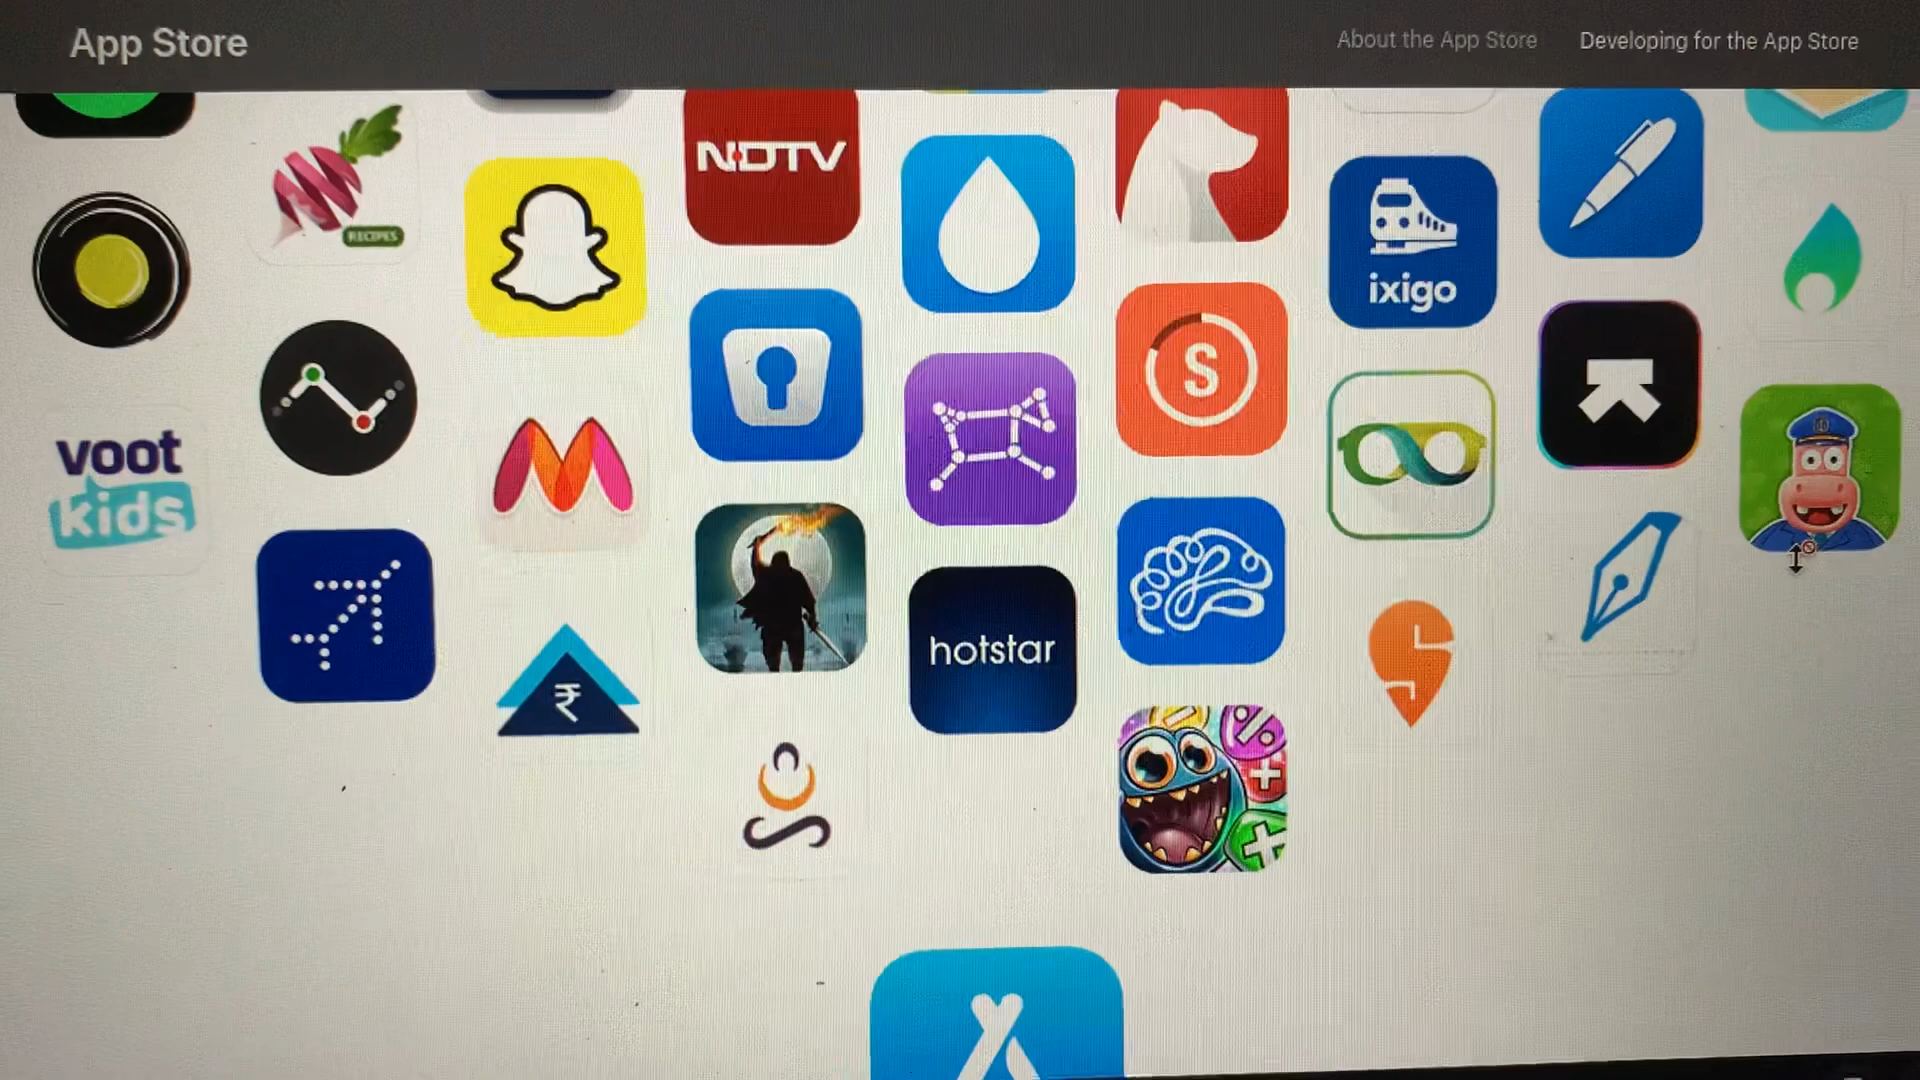 App Store
About the App Store
Developing for the App Store
NDTV
RECIPES
ixigo
S
voot
kids
hotstar
₹